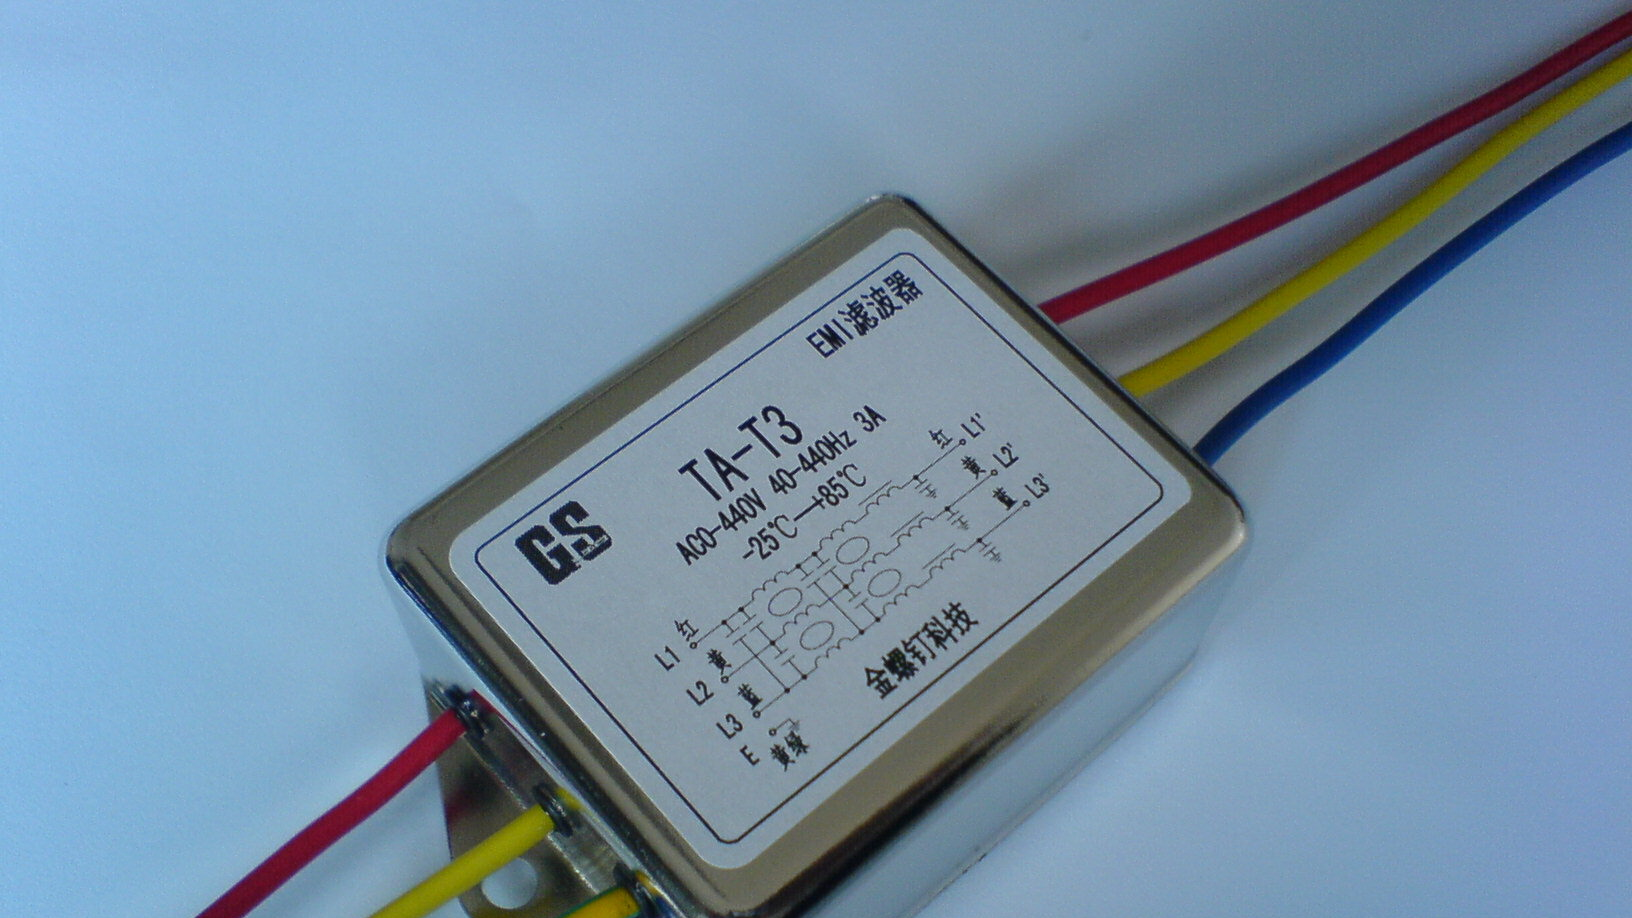 EMI滤波器
GS
TA-T3
AC0-440V 40-440Hz 3A
-25℃—+85℃
红 L1'
黄 L2'
蓝 L3'
L1 红
L2 黄
L3 蓝
E 黄绿
金螺钉科技